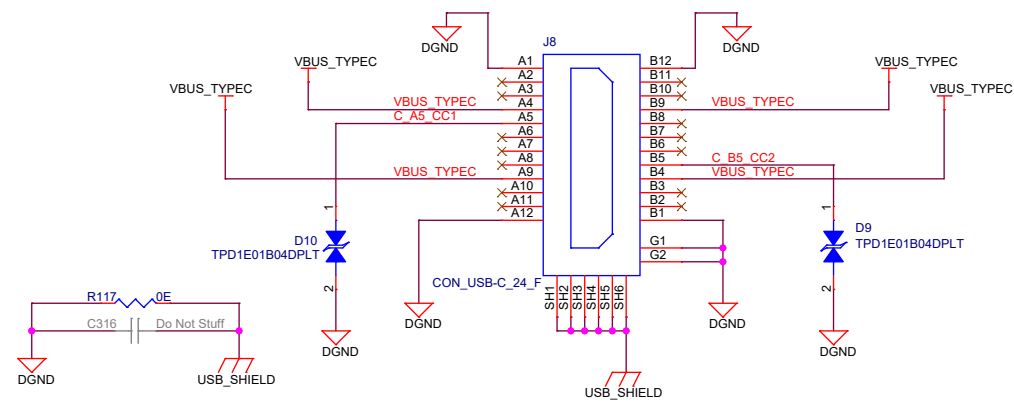 DGND
DGND
J8
VBUS_TYPEC
VBUS_TYPEC
VBUS_TYPEC
VBUS_TYPEC
A1
A2
A3
A4
A5
A6
A7
A8
A9
A10
A11
A12
B12
B11
B10
B9
B8
B7
B6
B5
B4
B3
B2
B1
G1
G2
VBUS_TYPEC
C_A5_CC1
VBUS_TYPEC
VBUS_TYPEC
C_B5_CC2
VBUS_TYPEC
1
D10
TPD1E01B04DPLT
2
DGND
1
D9
TPD1E01B04DPLT
2
DGND
CON_USB-C_24_F
SH1
SH2
SH3
SH4
SH5
SH6
DGND
DGND
USB_SHIELD
R117
0E
C316
Do Not Stuff
DGND
USB_SHIELD